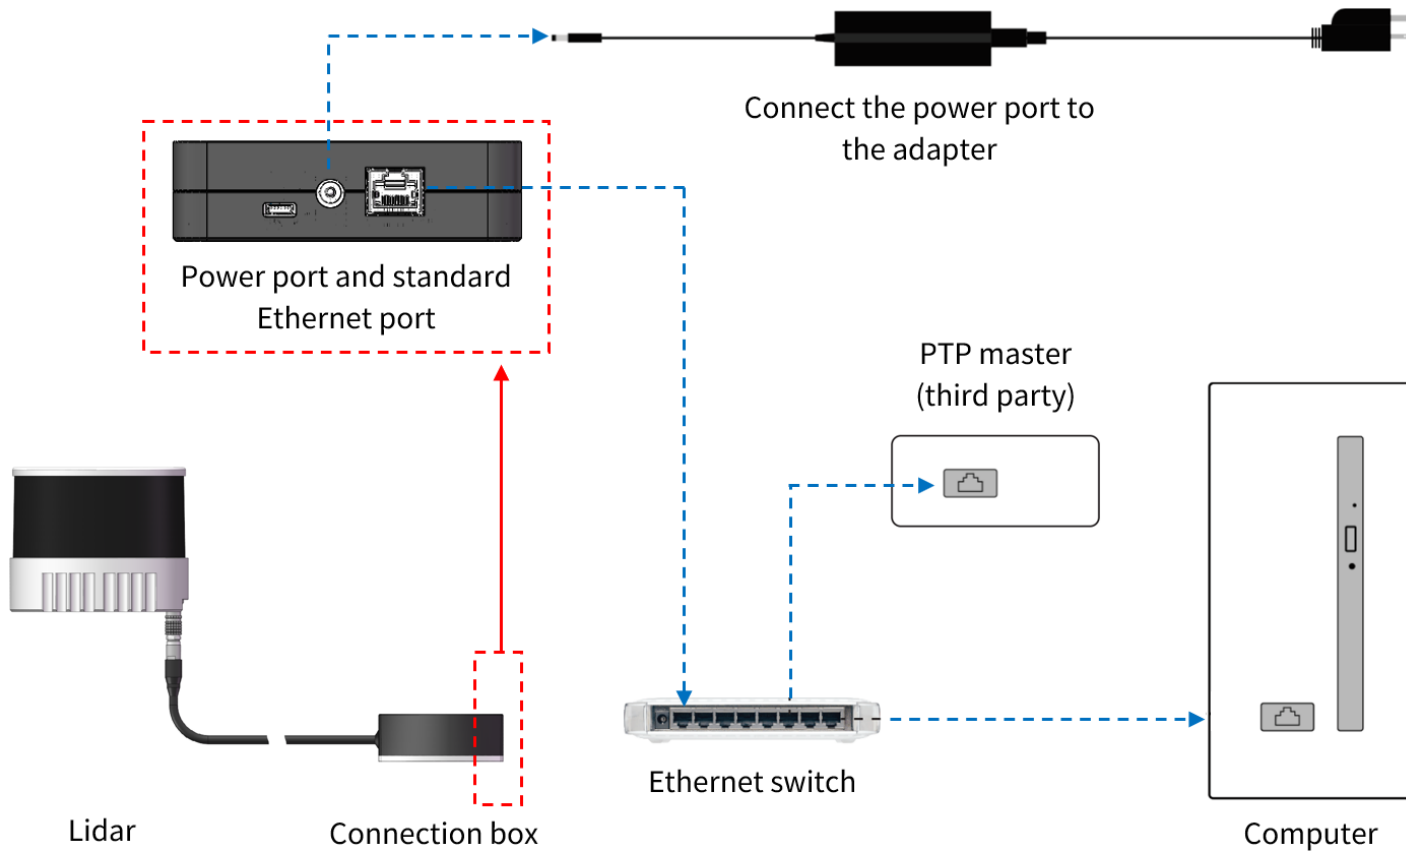 Connect the power port to
the adapter
Power port and standard
Ethernet port
PTP master
(third party)
Ethernet switch
Lidar
Connection box
Computer